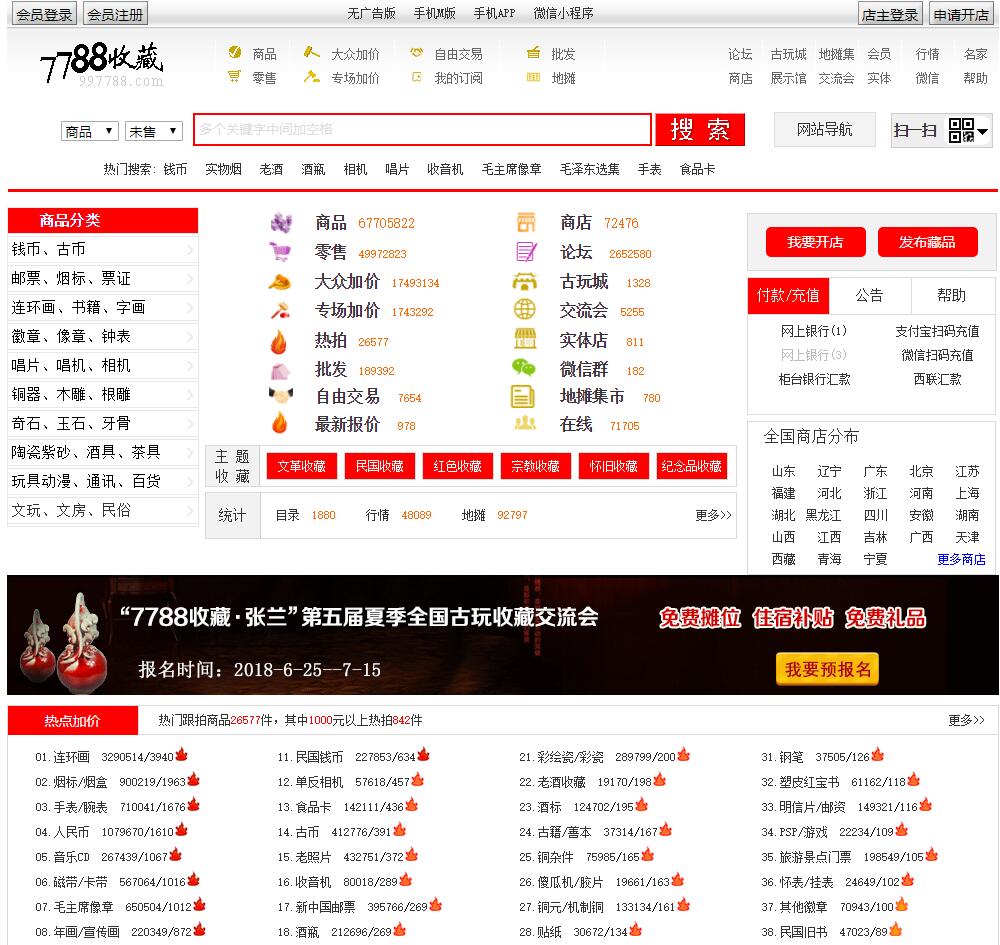 会员登录 会员注册 无广告版 手机M版 手机APP 微信小程序 店主登录 申请开店
7788收藏
997788.com
商品 大众加价 自由交易 批发 论坛 古玩城 地摊集 会员 行情 名家
零售 专场加价 我的订阅 地摊 商店 展示馆 交流会 实体 微信 帮助
商品 未售 多个关键字中间加空格 搜 索 网站导航 扫一扫
热门搜索: 钱币 实物烟 老酒 酒瓶 相机 唱片 收音机 毛主席像章 毛泽东选集 手表 食品卡
商品分类
钱币、古币
邮票、烟标、票证
连环画、书籍、字画
徽章、像章、钟表
唱片、唱机、相机
铜器、木雕、根雕
奇石、玉石、牙骨
陶瓷紫砂、酒具、茶具
玩具动漫、通讯、百货
文玩、文房、民俗
商品 67705822 商店 72476
零售 49972823 论坛 2652580
大众加价 17493134 古玩城 1328
专场加价 1743292 交流会 5255
热拍 26577 实体店 811
批发 189392 微信群 182
自由交易 7654 地摊集市 780
最新报价 978 在线 71705
主 题
收 藏
文革收藏 民国收藏 红色收藏 宗教收藏 怀旧收藏 纪念品收藏
统计 目录 1880 行情 48089 地摊 92797 更多>>
我要开店 发布藏品
付款/充值 公告 帮助
网上银行(1) 支付宝扫码充值
网上银行(3) 微信扫码充值
柜台银行汇款 西联汇款
全国商店分布
山东 辽宁 广东 北京 江苏
福建 河北 浙江 河南 上海
湖北 黑龙江 四川 安徽 湖南
山西 江西 吉林 广西 天津
西藏 青海 宁夏 更多商店
“7788收藏·张兰”第五届夏季全国古玩收藏交流会 免费摊位 住宿补贴 免费礼品
报名时间: 2018-6-25--7-15 我要预报名
热点加价 热门跟拍商品26577件，其中1000元以上热拍842件 更多>>
01. 连环画 3290514/3940 11. 民国钱币 227853/634 21. 彩绘瓷/彩瓷 289799/200 31. 钢笔 37505/126
02. 烟标/烟盒 900219/1963 12. 单反相机 57618/457 22. 老酒收藏 19170/198 32. 塑皮红宝书 61162/118
03. 手表/腕表 710041/1676 13. 食品卡 142111/436 23. 酒标 124702/195 33. 明信片/邮资 149321/116
04. 人民币 1079670/1610 14. 古币 412776/391 24. 古籍/善本 37314/167 34. PSP/游戏 22234/109
05. 音乐CD 267439/1067 15. 老照片 432751/372 25. 铜杂件 75985/165 35. 旅游景点门票 198549/105
06. 磁带/卡带 567064/1016 16. 收音机 80018/289 26. 傻瓜机/胶片 19661/163 36. 怀表/挂表 24649/102
07. 毛主席像章 650504/1012 17. 新中国邮票 395766/269 27. 铜元/机制铜 133134/161 37. 其他徽章 70943/100
08. 年画/宣传画 220349/872 18. 酒瓶 212696/269 28. 贴纸 30672/134 38. 民国旧书 47023/89